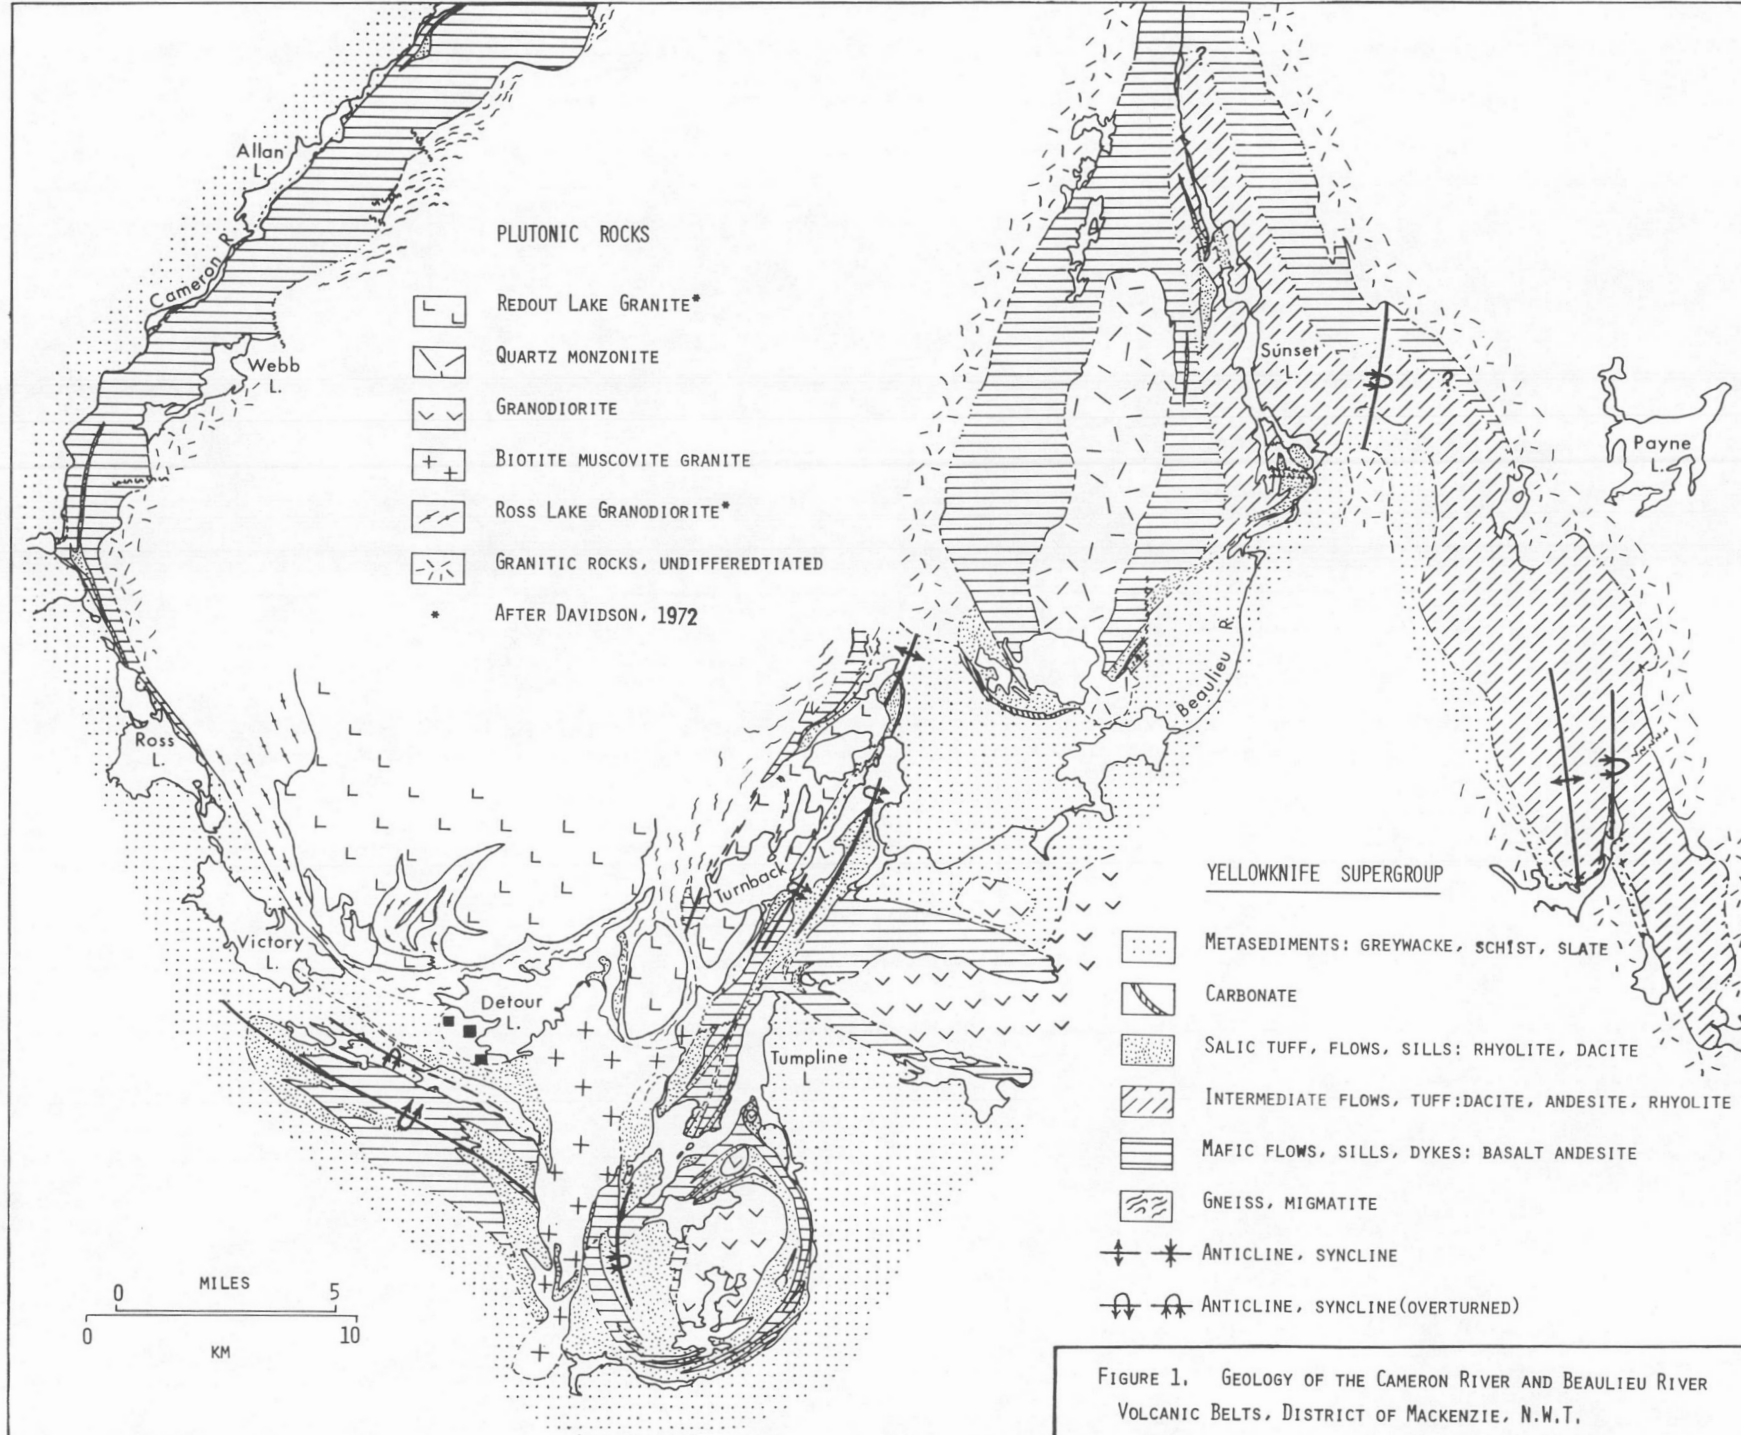 Allan
L.
Cameron R.
Webb
L.
PLUTONIC ROCKS
REDOUT LAKE GRANITE*
QUARTZ MONZONITE
GRANODIORITE
BIOTITE MUSCOVITE GRANITE
ROSS LAKE GRANODIORITE*
GRANITIC ROCKS, UNDIFFEREDTIATED
* AFTER DAVIDSON, 1972
?
Sunset
L.
?
Payne
L.
Beaulieu R.
Ross
L.
Turnback
Victory
L.
Detour
L.
Tumpline
L
YELLOWKNIFE SUPERGROUP
METASEDIMENTS: GREYWACKE, SCHIST, SLATE
CARBONATE
SALIC TUFF, FLOWS, SILLS: RHYOLITE, DACITE
INTERMEDIATE FLOWS, TUFF:DACITE, ANDESITE, RHYOLITE
MAFIC FLOWS, SILLS, DYKES: BASALT ANDESITE
GNEISS, MIGMATITE
ANTICLINE, SYNCLINE
ANTICLINE, SYNCLINE(OVERTURNED)
MILES
0 5
0 10
KM
FIGURE 1. GEOLOGY OF THE CAMERON RIVER AND BEAULIEU RIVER
VOLCANIC BELTS, DISTRICT OF MACKENZIE, N.W.T.